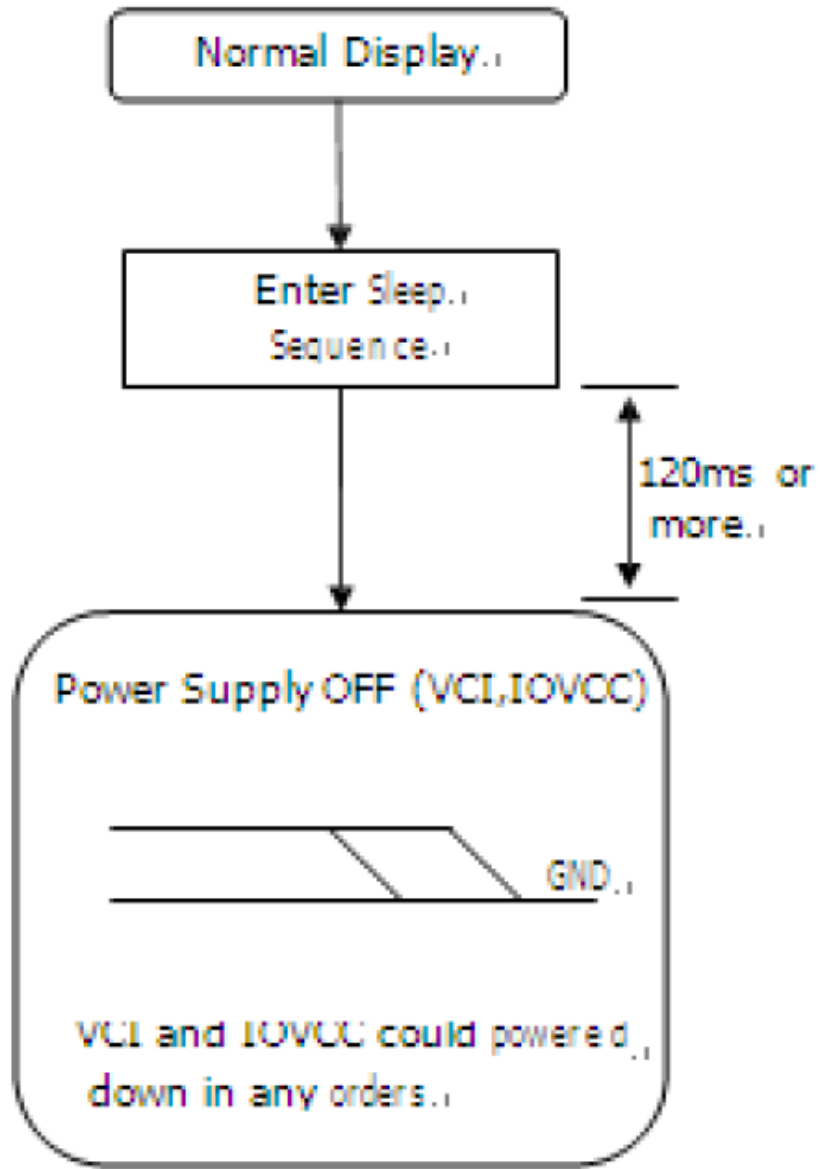 Normal Display.
Enter Sleep.
Sequence.
120ms or
more.
Power Supply OFF (VCI,IOVCC)
GND.
VCI and IOVCC could powered
down in any orders.